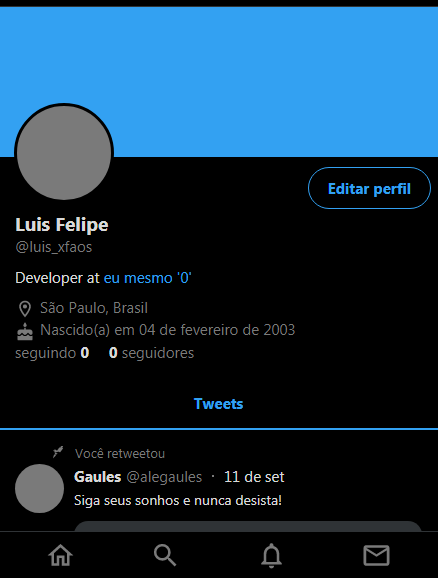 Editar perfil
Luis Felipe
@luis_xfaos
Developer at eu mesmo '0'
São Paulo, Brasil
Nascido(a) em 04 de fevereiro de 2003
seguindo 0 0 seguidores
Tweets
Você retweetou
Gaules @alegaules · 11 de set
Siga seus sonhos e nunca desista!